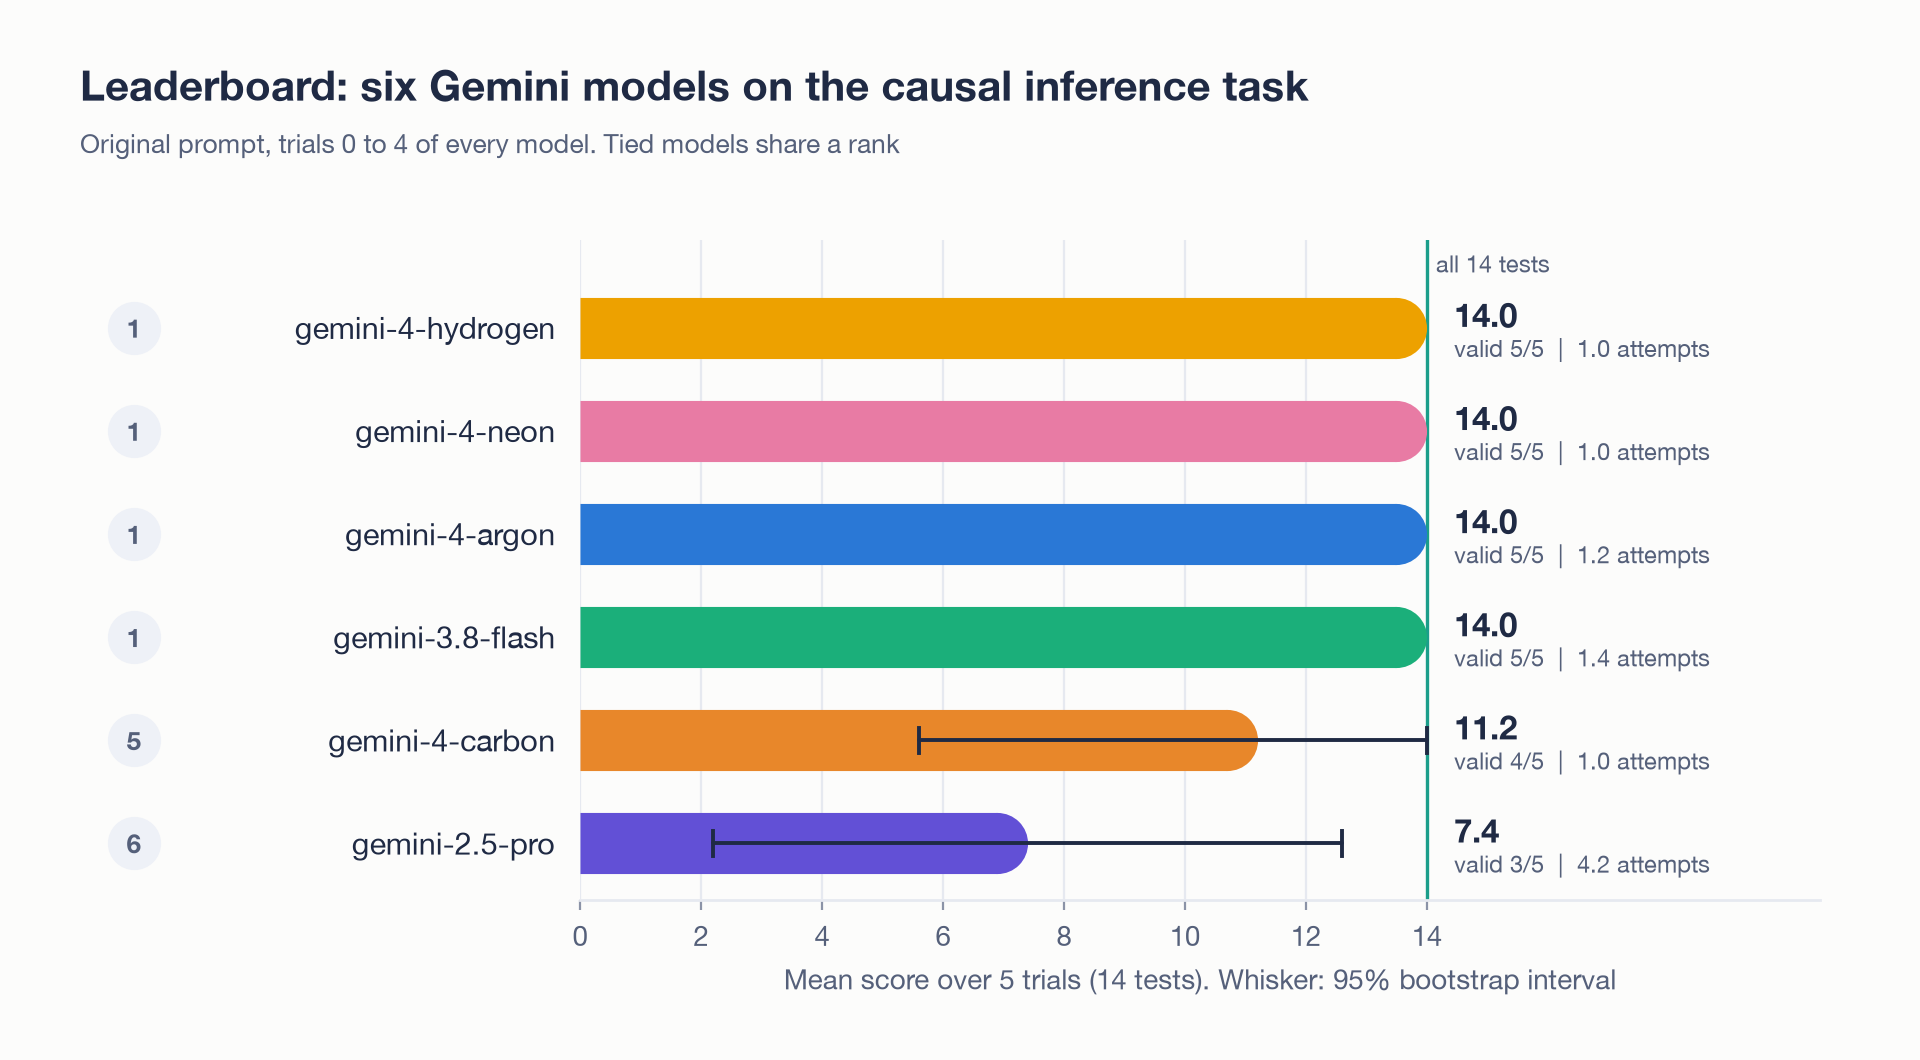 Leaderboard: six Gemini models on the causal inference task
Original prompt, trials 0 to 4 of every model. Tied models share a rank
all 14 tests
1 gemini-4-hydrogen 14.0
valid 5/5 | 1.0 attempts
1 gemini-4-neon 14.0
valid 5/5 | 1.0 attempts
1 gemini-4-argon 14.0
valid 5/5 | 1.2 attempts
1 gemini-3.8-flash 14.0
valid 5/5 | 1.4 attempts
5 gemini-4-carbon 11.2
valid 4/5 | 1.0 attempts
6 gemini-2.5-pro 7.4
valid 3/5 | 4.2 attempts
0 2 4 6 8 10 12 14
Mean score over 5 trials (14 tests). Whisker: 95% bootstrap interval